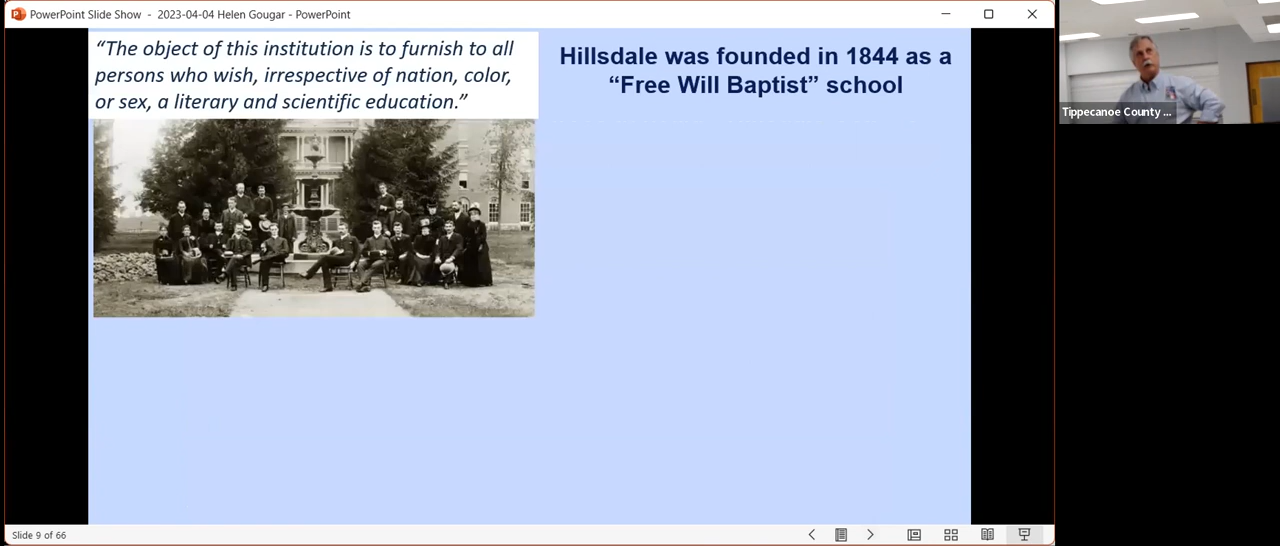 PowerPoint Slide Show - 2023-04-04 Helen Gougar - PowerPoint
“The object of this institution is to furnish to all
persons who wish, irrespective of nation, color,
or sex, a literary and scientific education.”
Hillsdale was founded in 1844 as a
“Free Will Baptist” school
Tippecanoe County ...
Slide 9 of 66